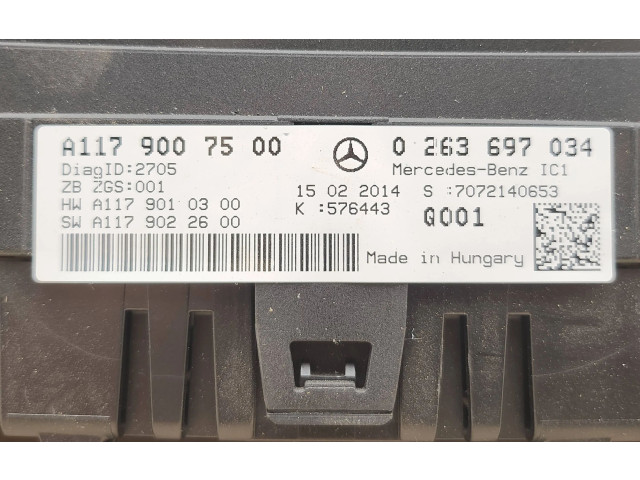 A117 900 75 00 0 263 697 034
DiagID:2705 Mercedes-Benz IC1
ZB ZGS:001 15 02 2014 S :7072140653
HW A117 901 03 00 K :576443 Q001
SW A117 902 26 00
Made in Hungary